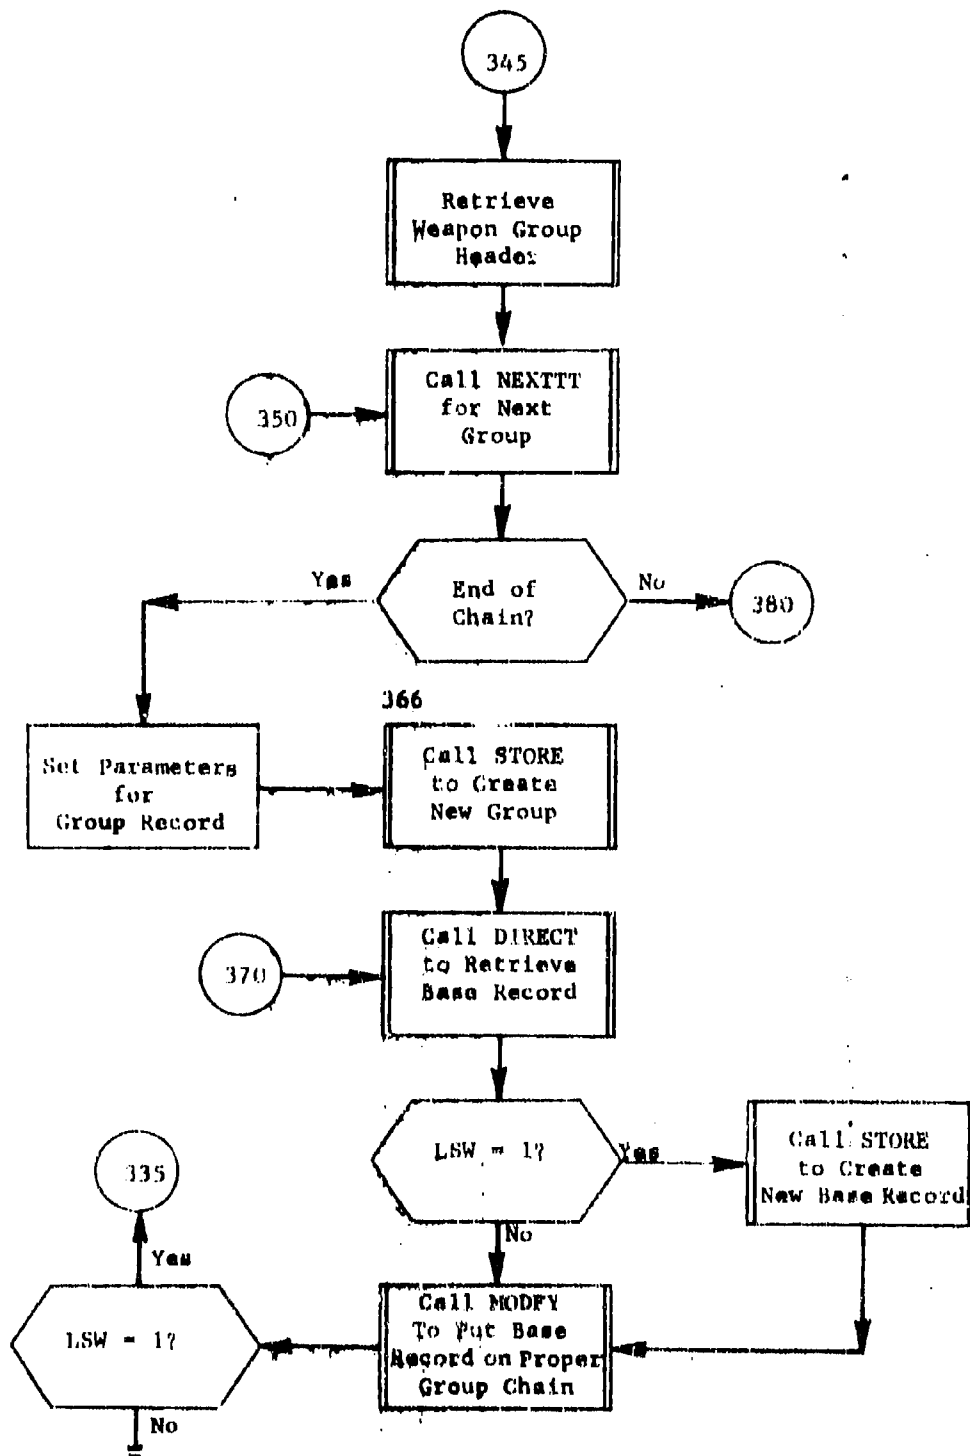 345
Retrieve
Weapon Group
Header
Call NEXTTT
for Next
Group
350
End of
Chain?
Yes
No
380
366
Set Parameters
for
Group Record
Call STORE
to Create
New Group
Call DIRECT
to Retrieve
Base Record
370
LSW = 1?
Yes
Call STORE
to Create
New Base Record
No
335
Yes
LSW = 1?
Call MODFY
To Put Base
Record on Proper
Group Chain
No